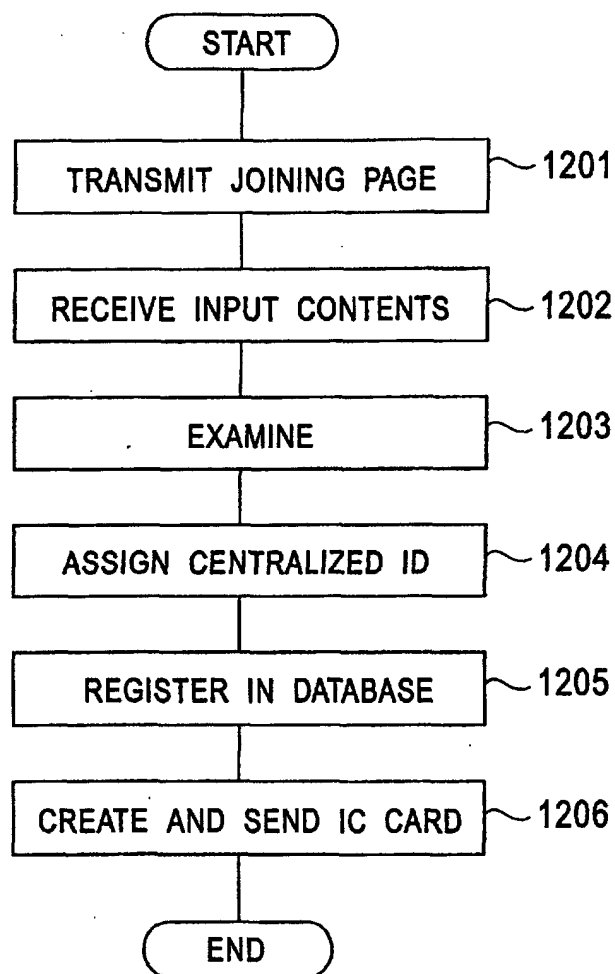 START
TRANSMIT JOINING PAGE
1201
RECEIVE INPUT CONTENTS
1202
EXAMINE
1203
ASSIGN CENTRALIZED ID
1204
REGISTER IN DATABASE
1205
CREATE AND SEND IC CARD
1206
END